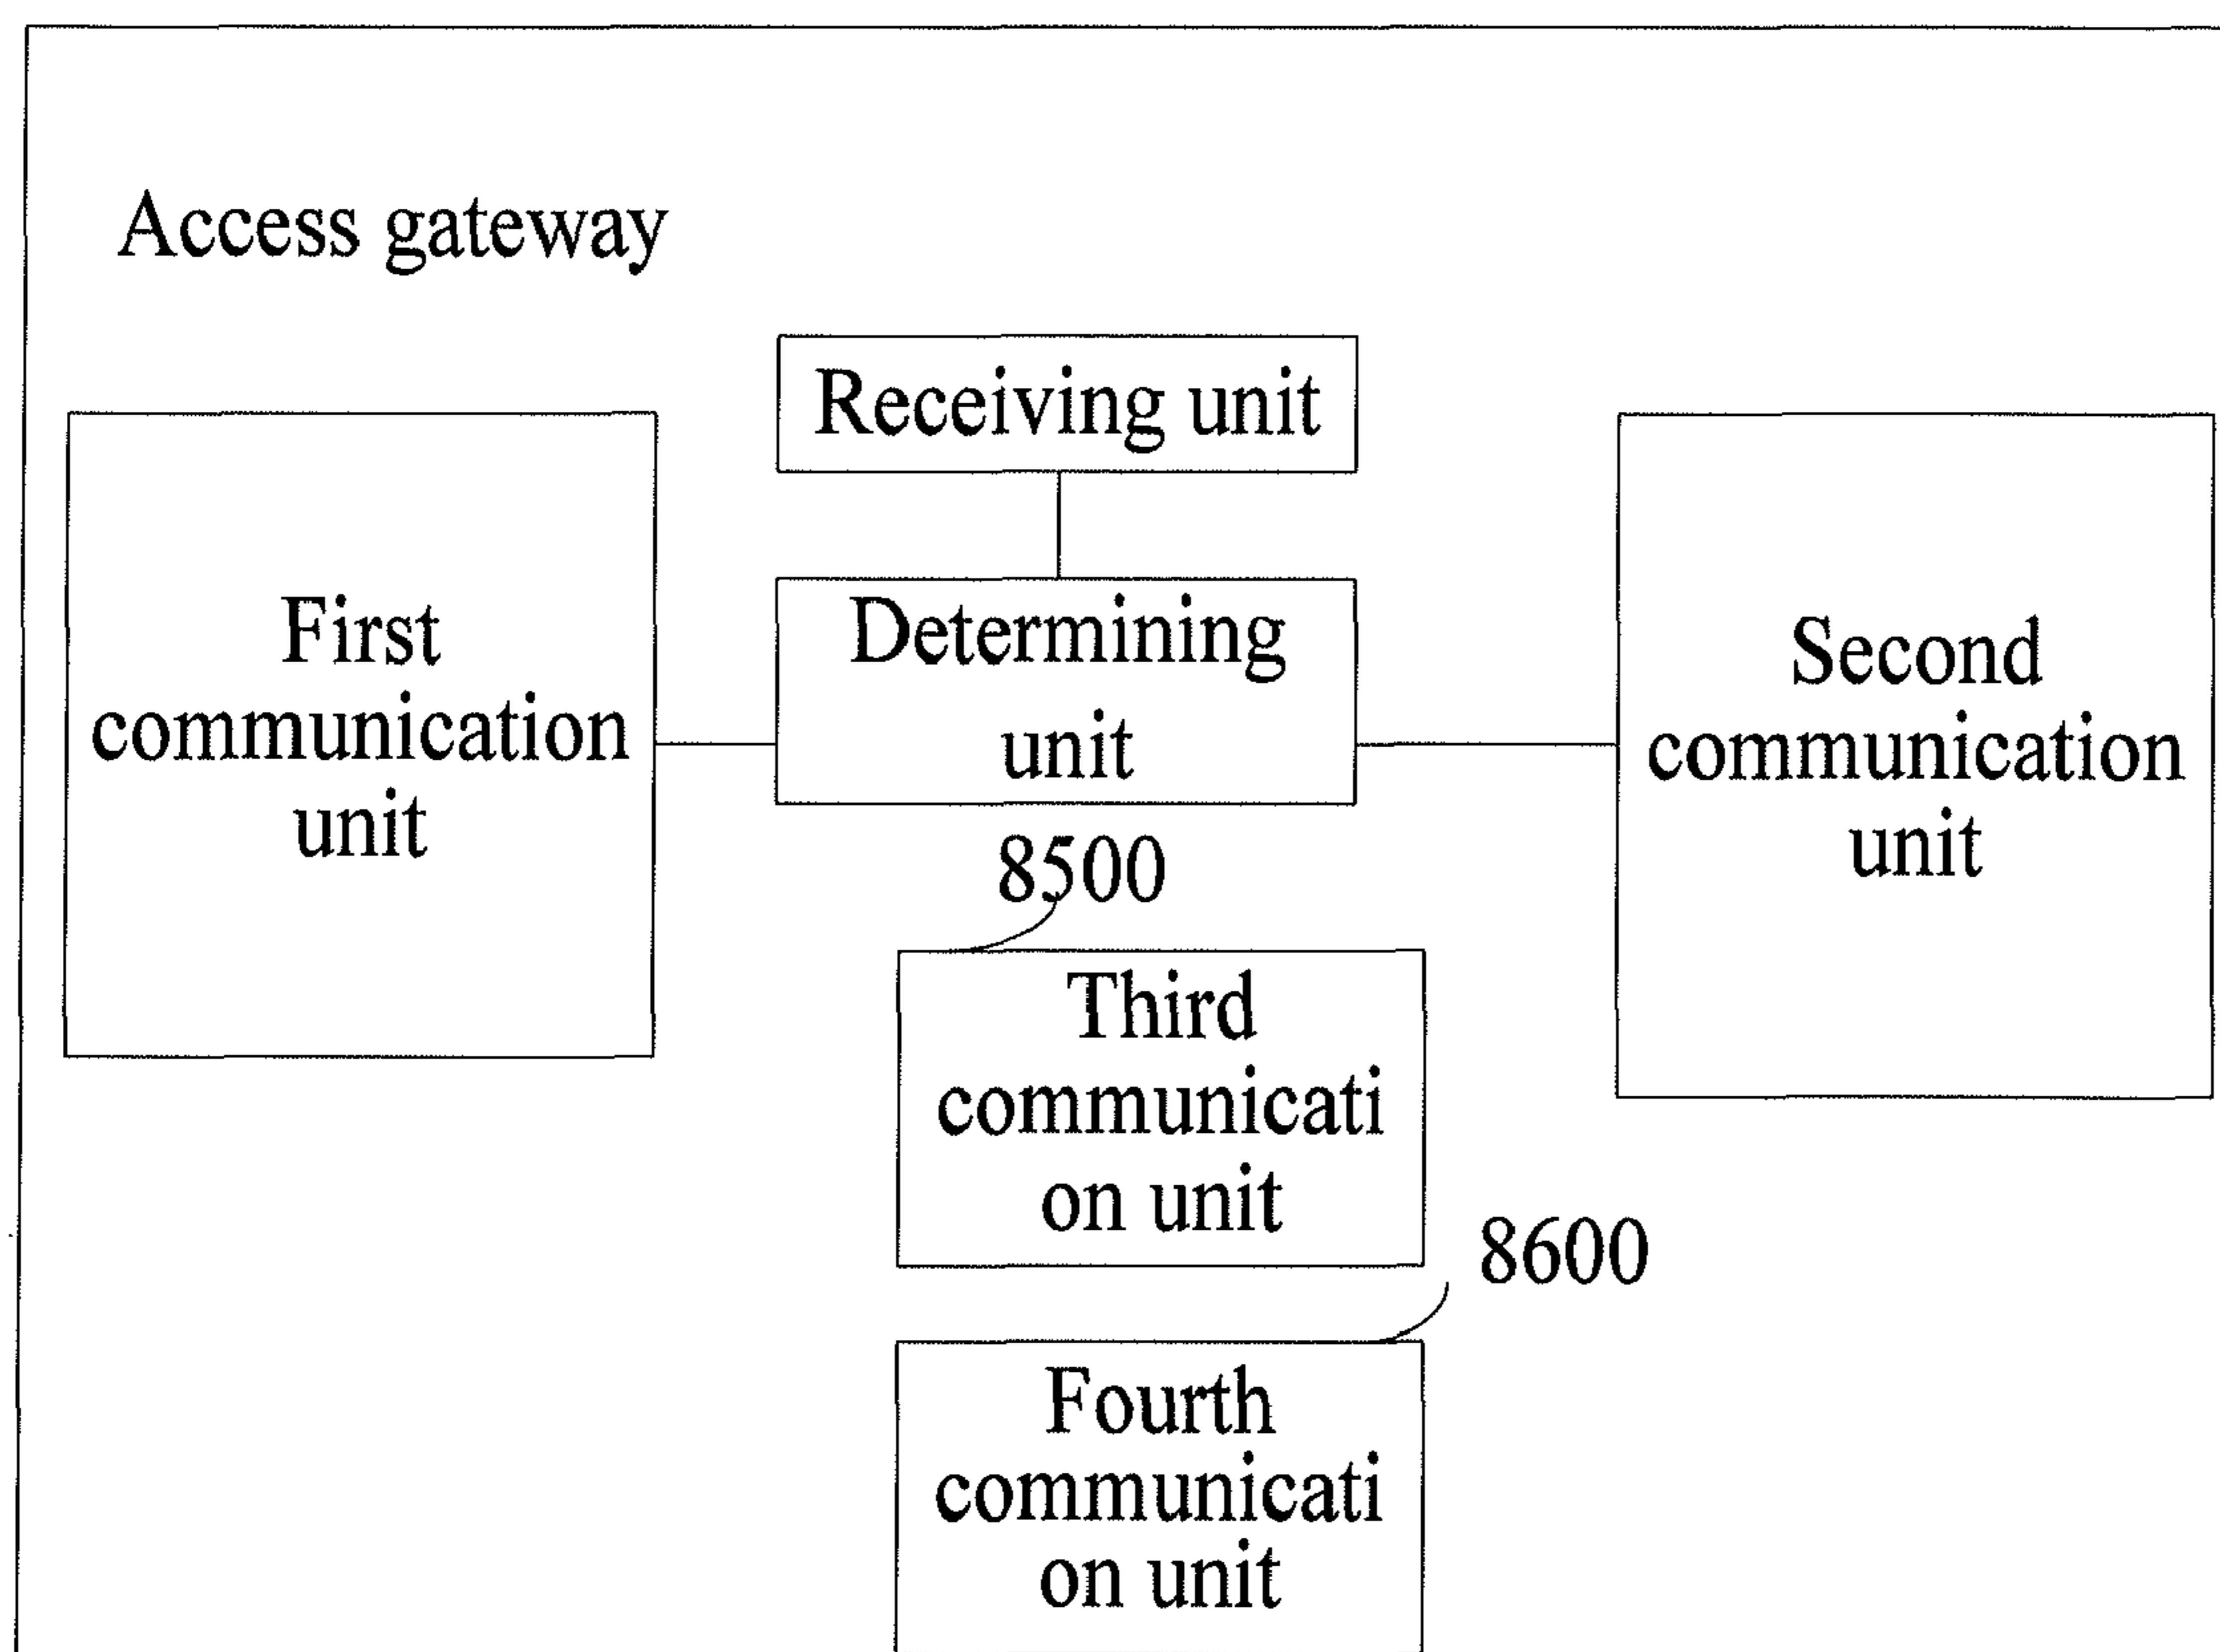 Access gateway
Receiving unit
First
communication
unit
Determining
unit
Second
communication
unit
8500
Third
communicati
on unit
8600
Fourth
communicati
on unit